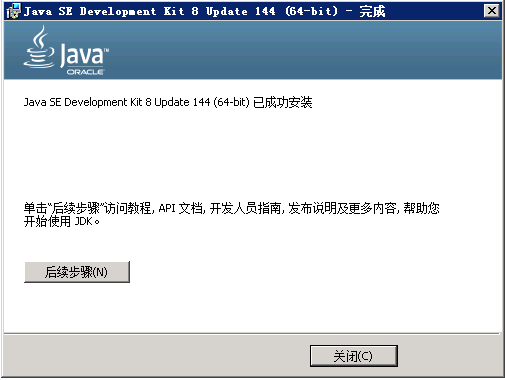 Java SE Development Kit 8 Update 144 (64-bit) - 完成
Java™
ORACLE
Java SE Development Kit 8 Update 144 (64-bit) 已成功安装
单击“后续步骤”访问教程, API 文档, 开发人员指南, 发布说明及更多内容, 帮助您
开始使用 JDK。
后续步骤(N)
关闭(C)